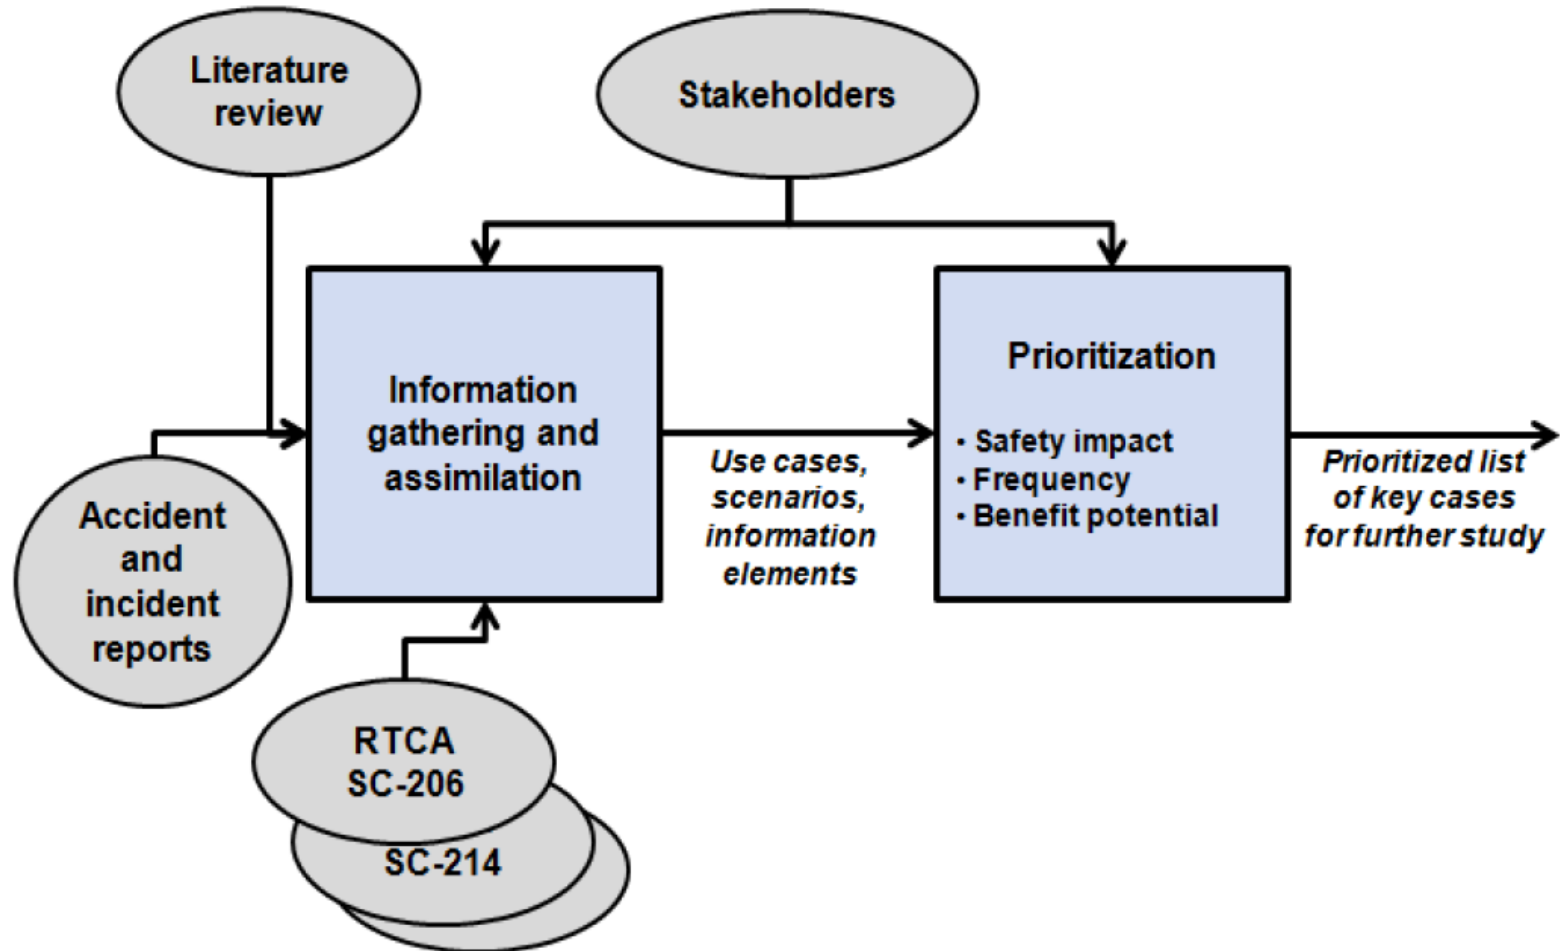 Literature
review
Stakeholders
Information
gathering and
assimilation
Prioritization
• Safety impact
• Frequency
• Benefit potential
Use cases,
scenarios,
information
elements
Prioritized list
of key cases
for further study
Accident
and
incident
reports
RTCA
SC-206
SC-214